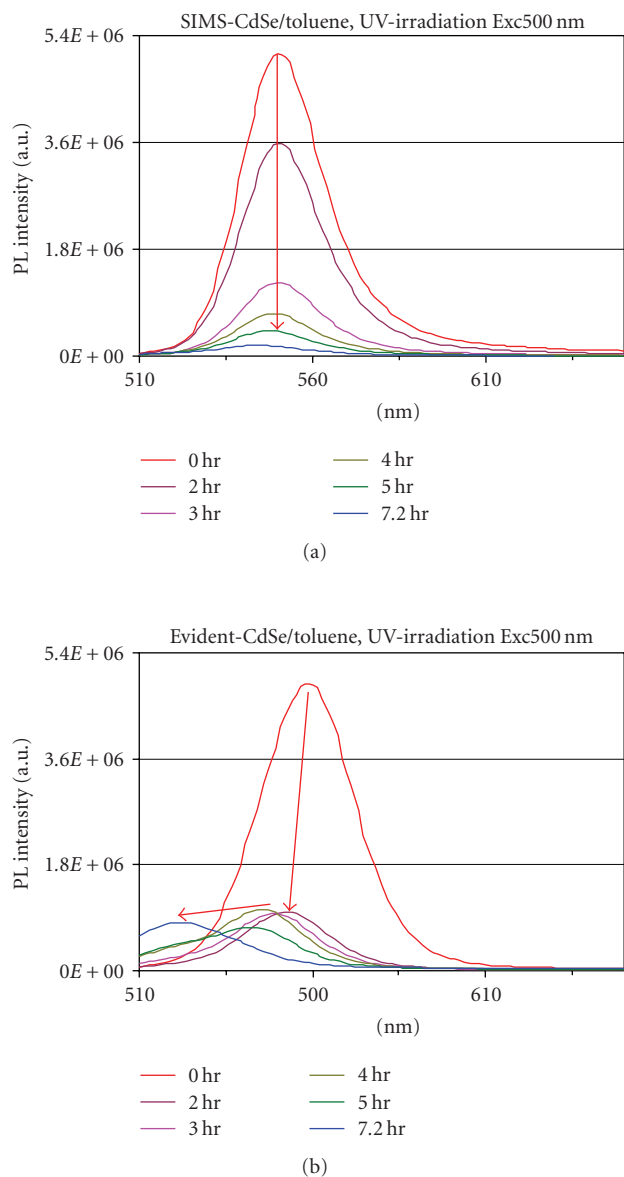 SIMS-CdSe/toluene, UV-irradiation Exc500 nm
5.4E + 06
3.6E + 06
1.8E + 06
0E + 00
PL intensity (a.u.)
510 560 610
(nm)
0 hr 4 hr
2 hr 5 hr
3 hr 7.2 hr
(a)
Evident-CdSe/toluene, UV-irradiation Exc500 nm
5.4E + 06
3.6E + 06
1.8E + 06
0E + 00
PL intensity (a.u.)
510 500 610
(nm)
0 hr 4 hr
2 hr 5 hr
3 hr 7.2 hr
(b)